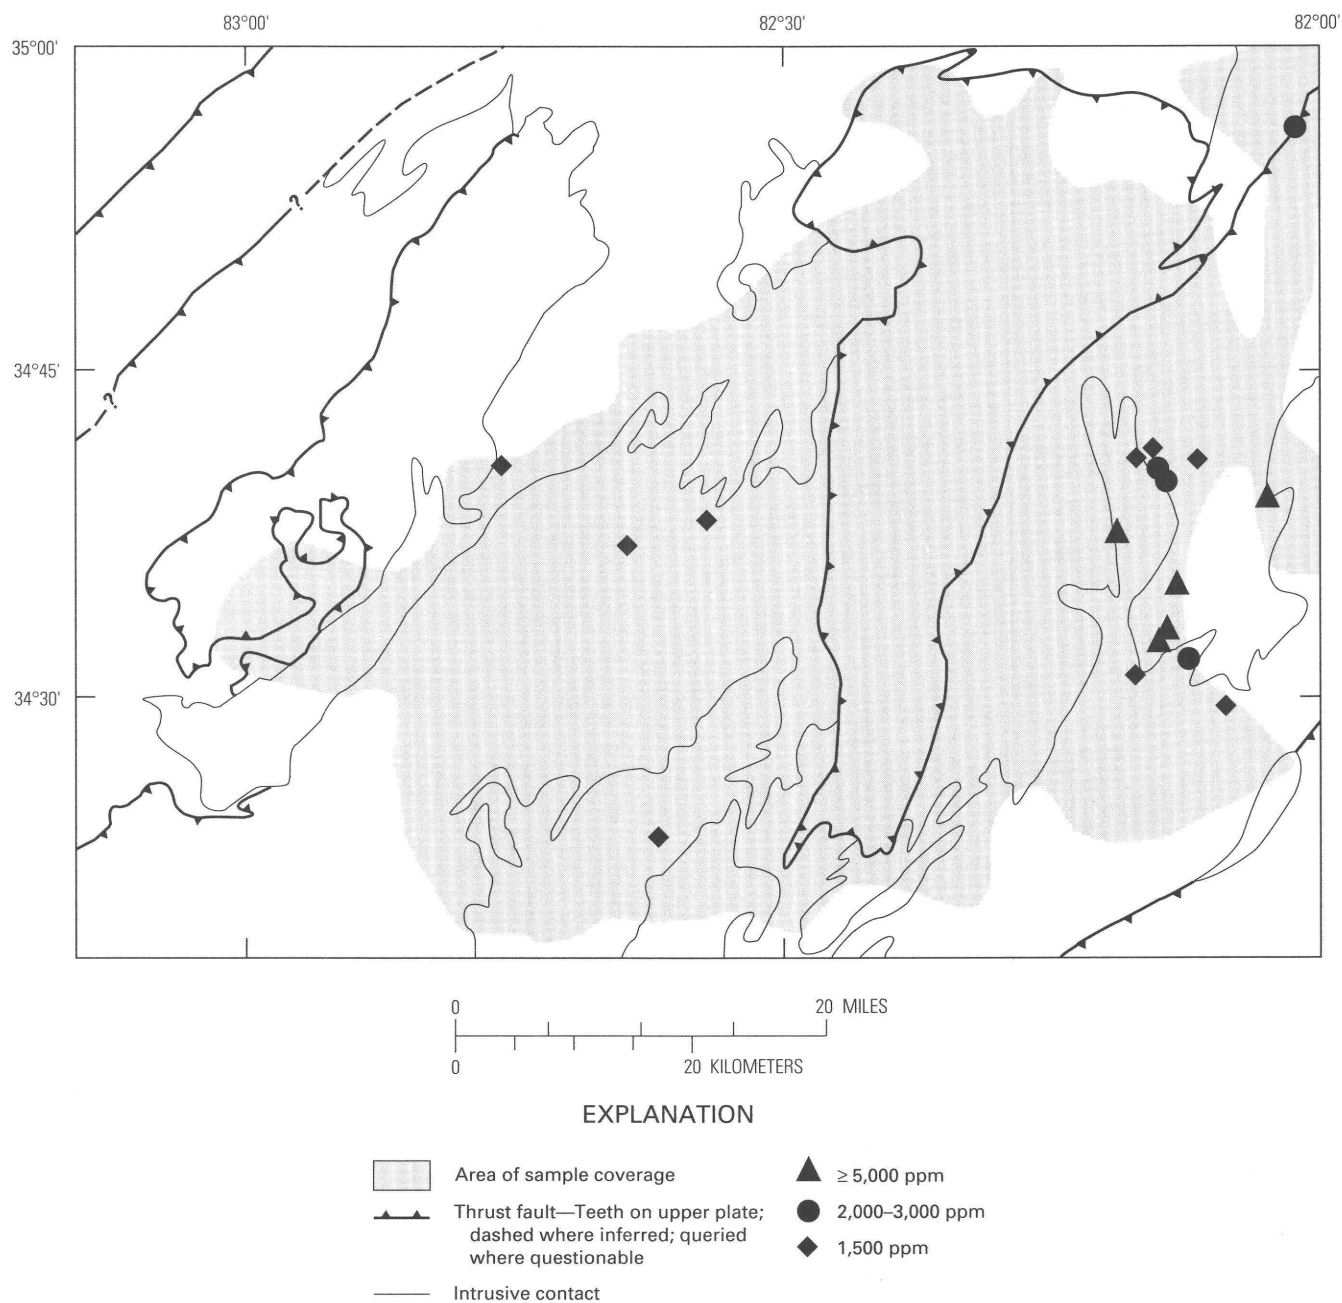 83°00'
82°30'
82°00'
35°00'
?
34°45'
?
34°30'
0
20 MILES
0
20 KILOMETERS
EXPLANATION
Area of sample coverage
Thrust fault—Teeth on upper plate;
dashed where inferred; queried
where questionable
Intrusive contact
≥ 5,000 ppm
2,000–3,000 ppm
1,500 ppm